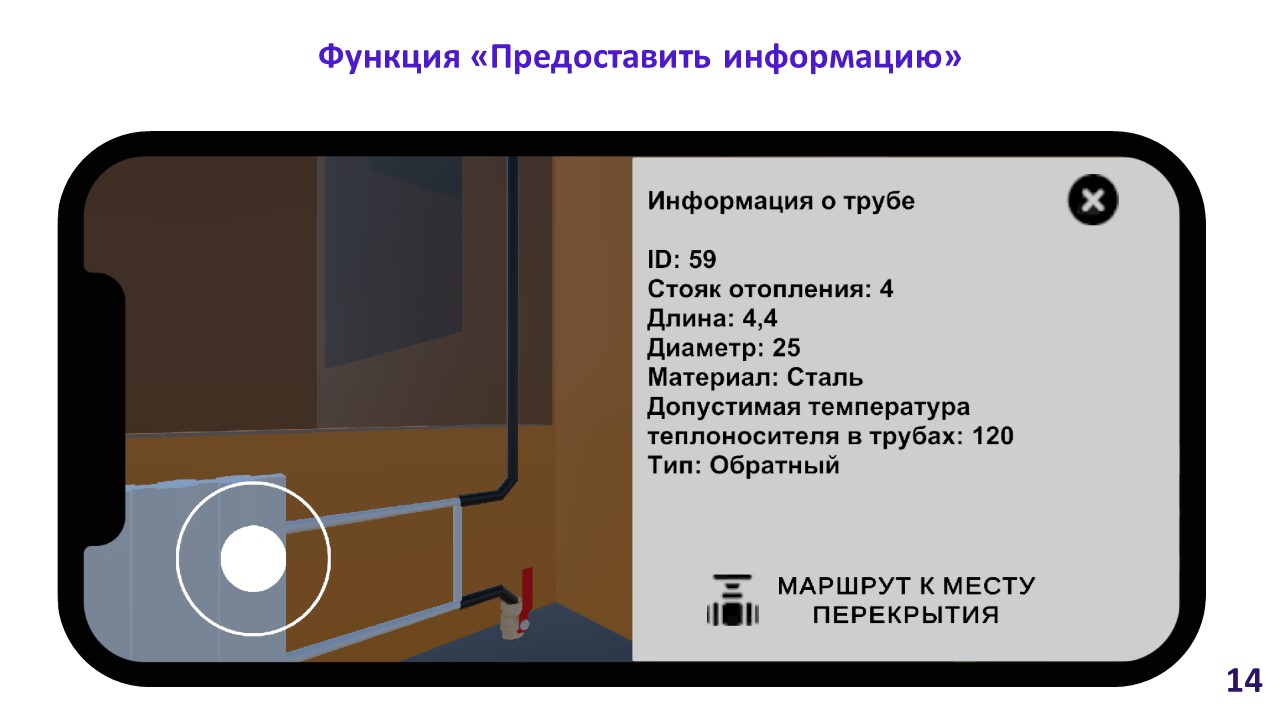 Функция «Предоставить информацию»
Информация о трубе
ID: 59
Стояк отопления: 4
Длина: 4,4
Диаметр: 25
Материал: Сталь
Допустимая температура
теплоносителя в трубах: 120
Тип: Обратный
МАРШРУТ К МЕСТУ
ПЕРЕКРЫТИЯ
14